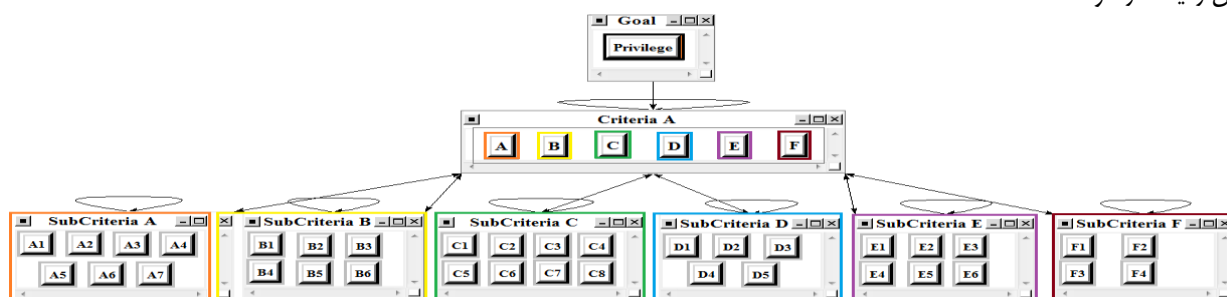 Goal
Privilege
Criteria A
A B C D E F
SubCriteria A SubCriteria B SubCriteria C SubCriteria D SubCriteria E SubCriteria F
A1 A2 A3 A4 B1 B2 B3 C1 C2 C3 C4 D1 D2 D3 E1 E2 E3 F1 F2
A5 A6 A7 B4 B5 B6 C5 C6 C7 C8 D4 D5 E4 E5 E6 F3 F4